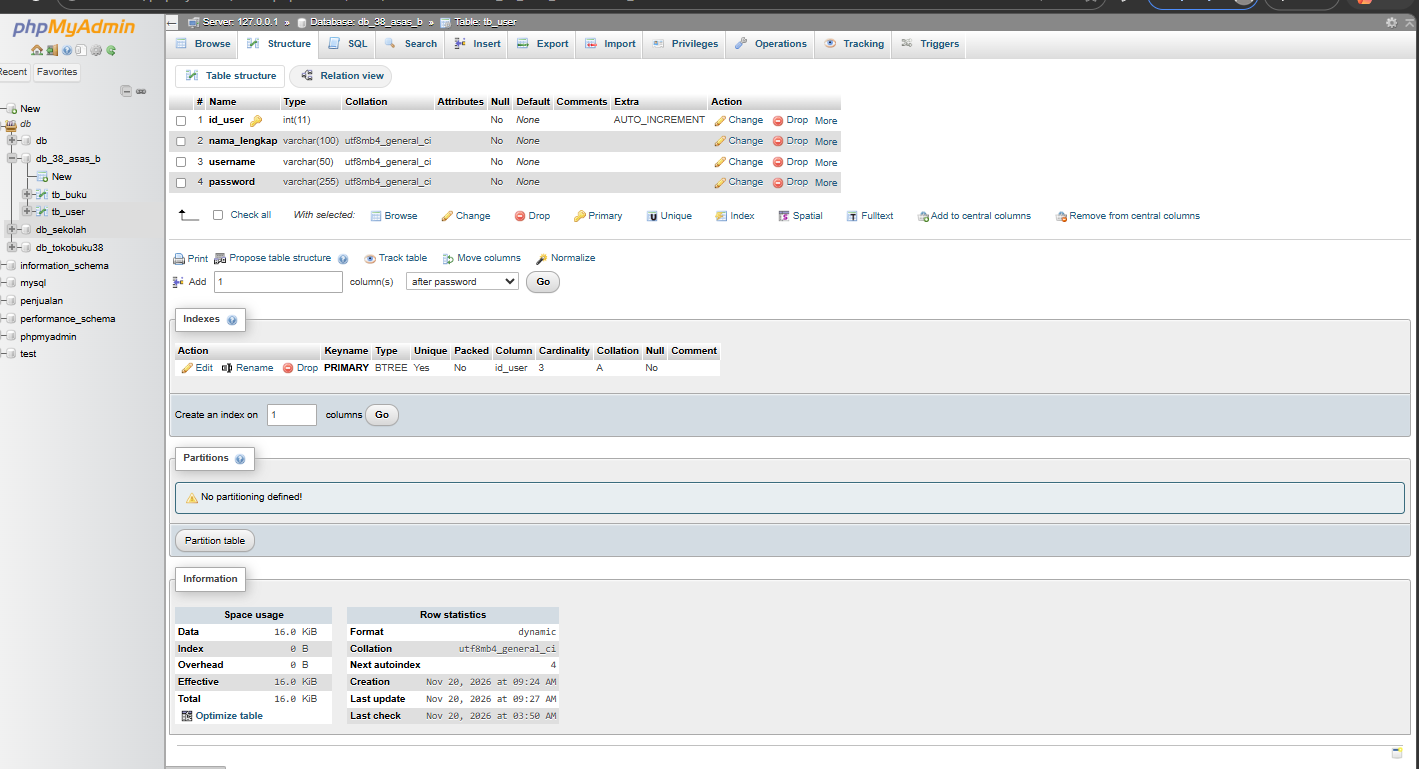 phpMyAdmin
Recent Favorites
New
db
db
db_38_asas_b
New
tb_buku
tb_user
db_sekolah
db_tokobuku38
information_schema
mysql
penjualan
performance_schema
phpmyadmin
test
Server: 127.0.0.1 » Database: db_38_asas_b » Table: tb_user
Browse Structure SQL Search Insert Export Import Privileges Operations Tracking Triggers
Table structure Relation view
# Name Type Collation Attributes Null Default Comments Extra Action
1 id_user int(11) No None AUTO_INCREMENT Change Drop More
2 nama_lengkap varchar(100) utf8mb4_general_ci No None Change Drop More
3 username varchar(50) utf8mb4_general_ci No None Change Drop More
4 password varchar(255) utf8mb4_general_ci No None Change Drop More
Check all With selected: Browse Change Drop Primary Unique Index Spatial Fulltext Add to central columns Remove from central columns
Print Propose table structure Track table Move columns Normalize
Add 1 column(s) after password Go
Indexes
Action Keyname Type Unique Packed Column Cardinality Collation Null Comment
Edit Rename Drop PRIMARY BTREE Yes No id_user 3 A No
Create an index on 1 columns Go
Partitions
No partitioning defined!
Partition table
Information
Space usage
Data 16.0 KiB
Index 0 B
Overhead 0 B
Effective 16.0 KiB
Total 16.0 KiB
Optimize table
Row statistics
Format dynamic
Collation utf8mb4_general_ci
Next autoindex 4
Creation Nov 20, 2026 at 09:24 AM
Last update Nov 20, 2026 at 09:27 AM
Last check Nov 20, 2026 at 03:50 AM